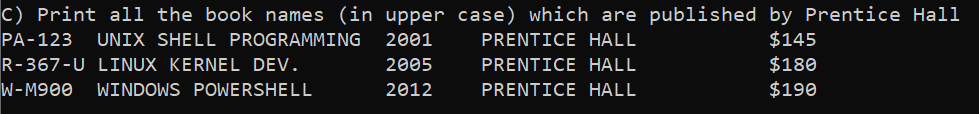 C) Print all the book names (in upper case) which are published by Prentice Hall
PA-123  UNIX SHELL PROGRAMMING  2001    PRENTICE HALL           $145
R-367-U LINUX KERNEL DEV.       2005    PRENTICE HALL           $180
W-M900  WINDOWS POWERSHELL      2012    PRENTICE HALL           $190